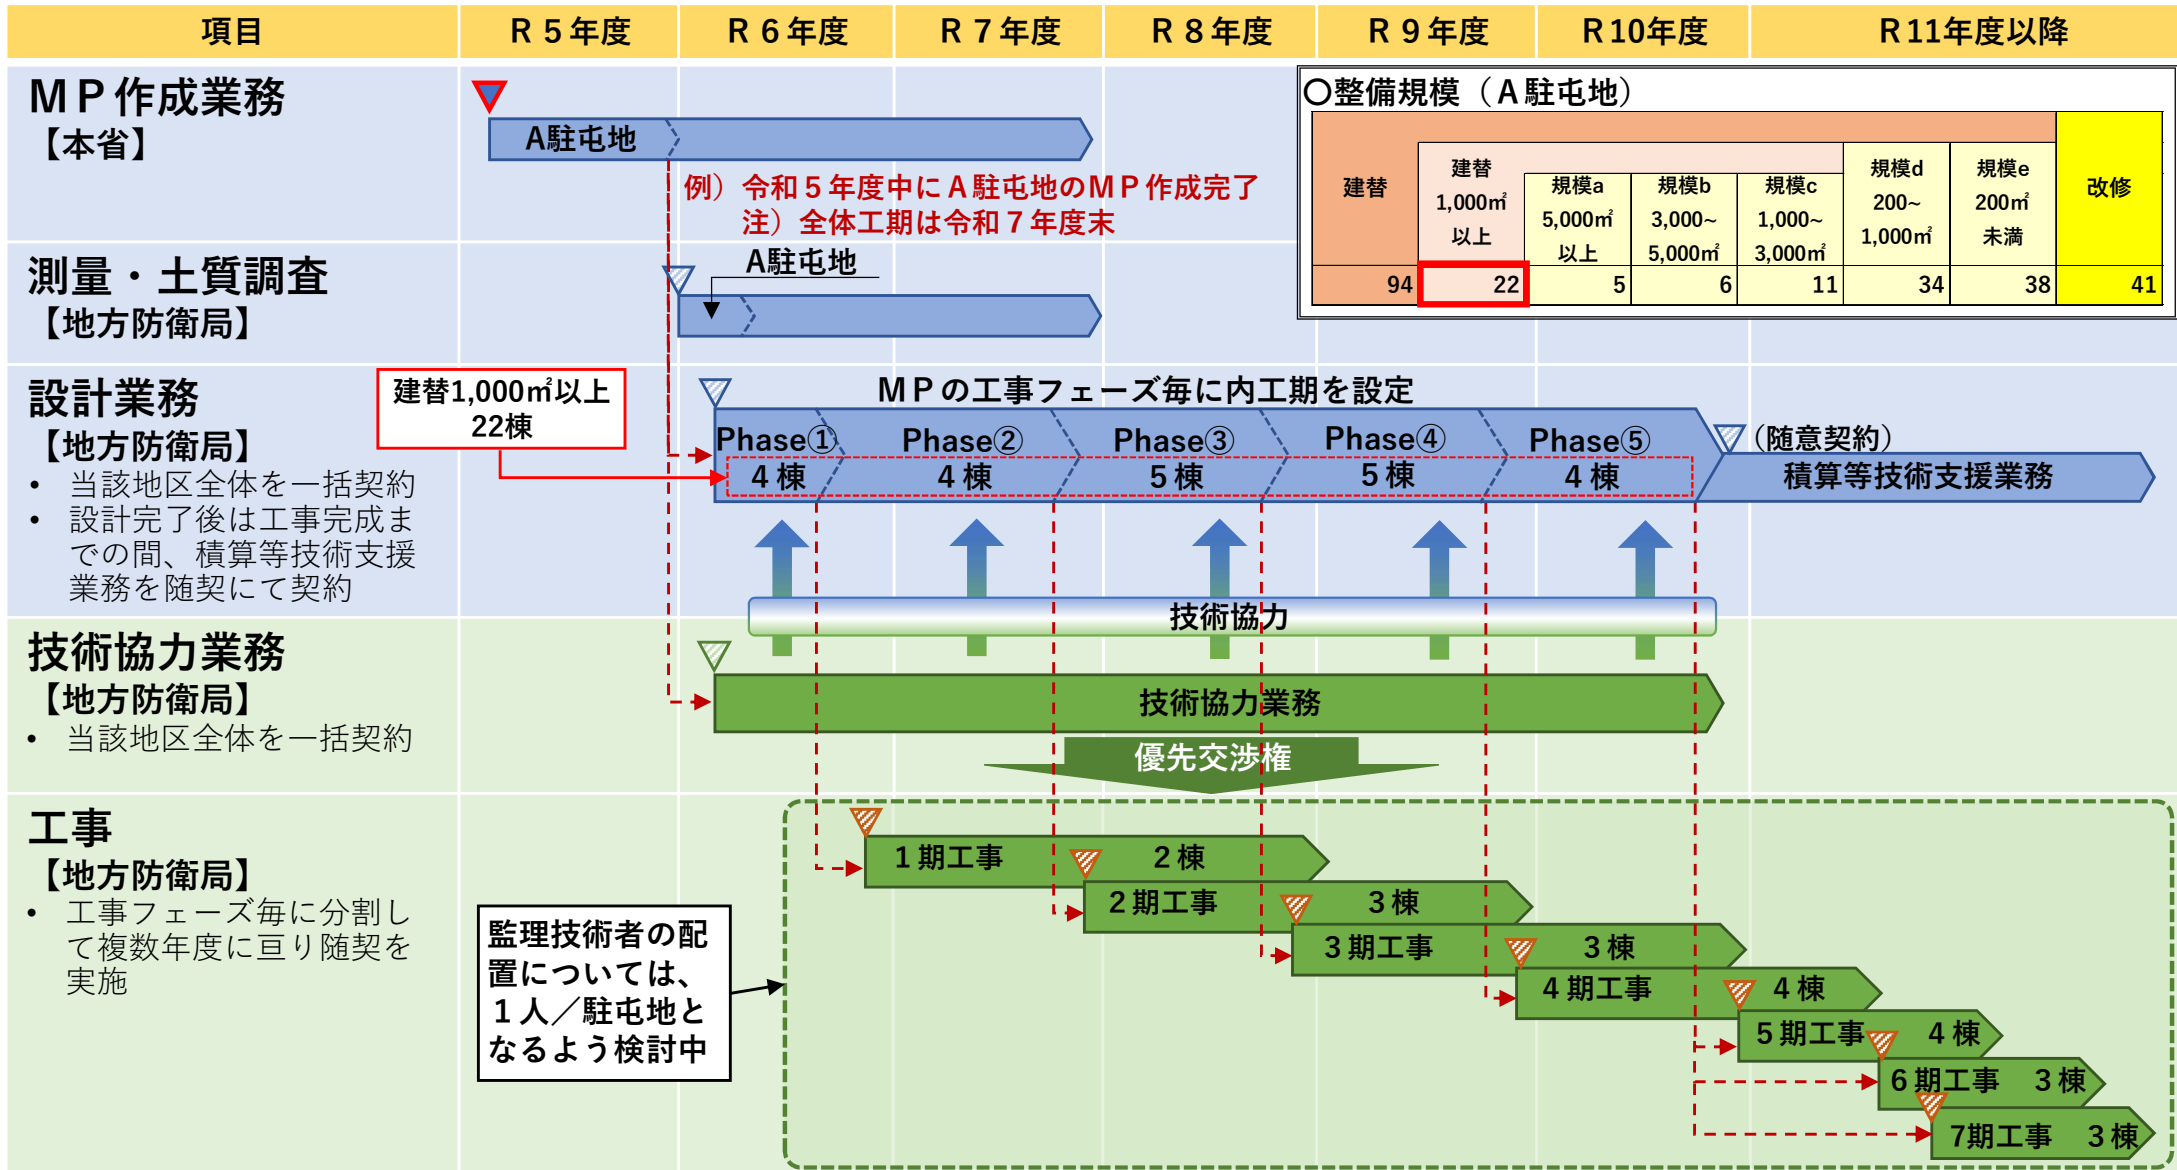 項目
R 5年度
R 6年度
R 7年度
R 8年度
R 9年度
R10年度
R11年度以降
MP作成業務
【本省】
A駐屯地
例）令和５年度中にA駐屯地のMP作成完了
注）全体工期は令和７年度末
〇整備規模（A駐屯地）
建替
建替
1,000㎡
以上
規模a
5,000㎡
以上
規模b
3,000~
5,000㎡
規模c
1,000~
3,000㎡
規模d
200~
1,000㎡
規模e
200㎡
未満
改修
94
22
5
6
11
34
38
41
測量・土質調査
【地方防衛局】
A駐屯地
設計業務
【地方防衛局】
• 当該地区全体を一括契約
• 設計完了後は工事完成ま
での間、積算等技術支援
業務を随契にて契約
建替1,000㎡以上
22棟
MPの工事フェーズ毎に内工期を設定
Phase①
4棟
Phase②
4棟
Phase③
5棟
Phase④
5棟
Phase⑤
4棟
（随意契約）
積算等技術支援業務
技術協力
技術協力業務
【地方防衛局】
• 当該地区全体を一括契約
技術協力業務
優先交渉権
工事
【地方防衛局】
• 工事フェーズ毎に分割し
て複数年度に亘り随契を
実施
監理技術者の配
置については、
１人／駐屯地と
なるよう検討中
1期工事 2棟
2期工事 3棟
3期工事 3棟
4期工事 4棟
5期工事 4棟
6期工事 3棟
7期工事 3棟